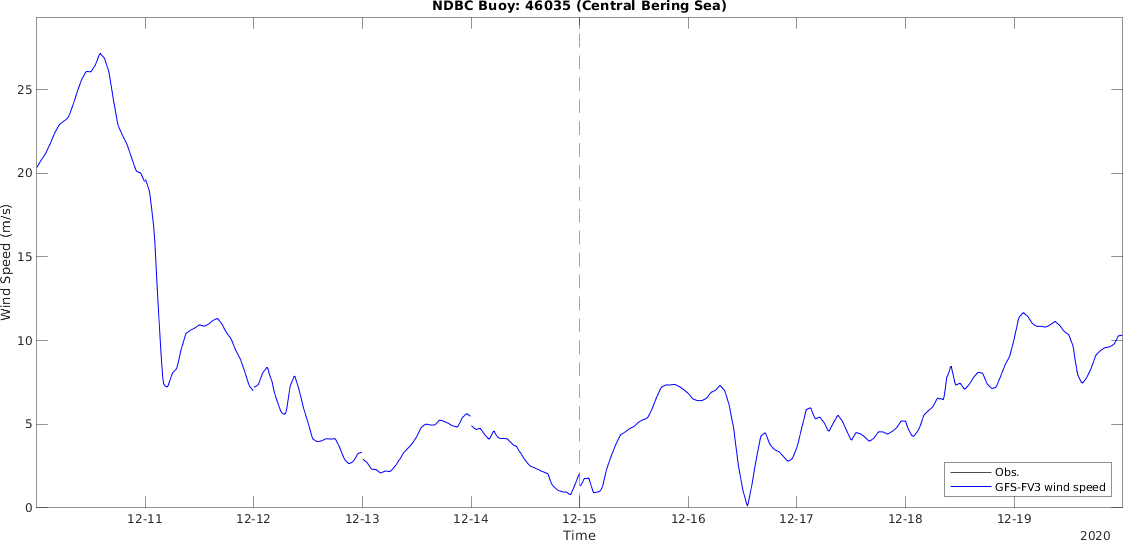 NDBC Buoy: 46035 (Central Bering Sea)
Wind Speed (m/s)
25
20
15
10
5
0
12-11 12-12 12-13 12-14 12-15 12-16 12-17 12-18 12-19
Time
2020
Obs.
GFS-FV3 wind speed